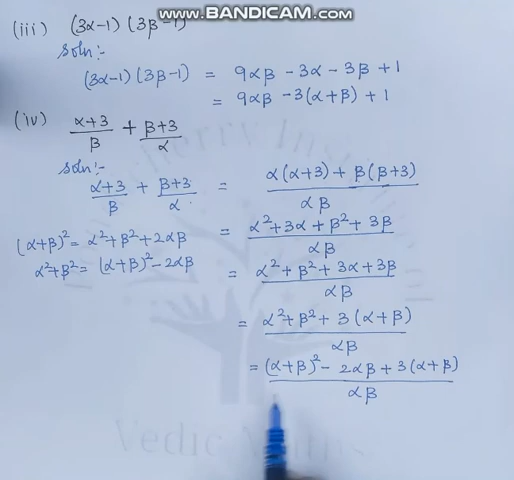 www.BANDICAM.com
(iii) (3α-1) (3β-1)
Soln:-
(3α-1) (3β-1) = 9αβ - 3α - 3β + 1
= 9αβ - 3(α+β) + 1
(iv) α+3/β + β+3/α
Soln:-
α+3/β + β+3/α = α(α+3) + β(β+3)/αβ
(α+β)² = α²+β²+2αβ = α²+3α+β²+3β/αβ
α²+β² = (α+β)²-2αβ = α²+β²+3α+3β/αβ
= α²+β²+3(α+β)/αβ
= (α+β)² - 2αβ + 3(α+β)/αβ
Vedic